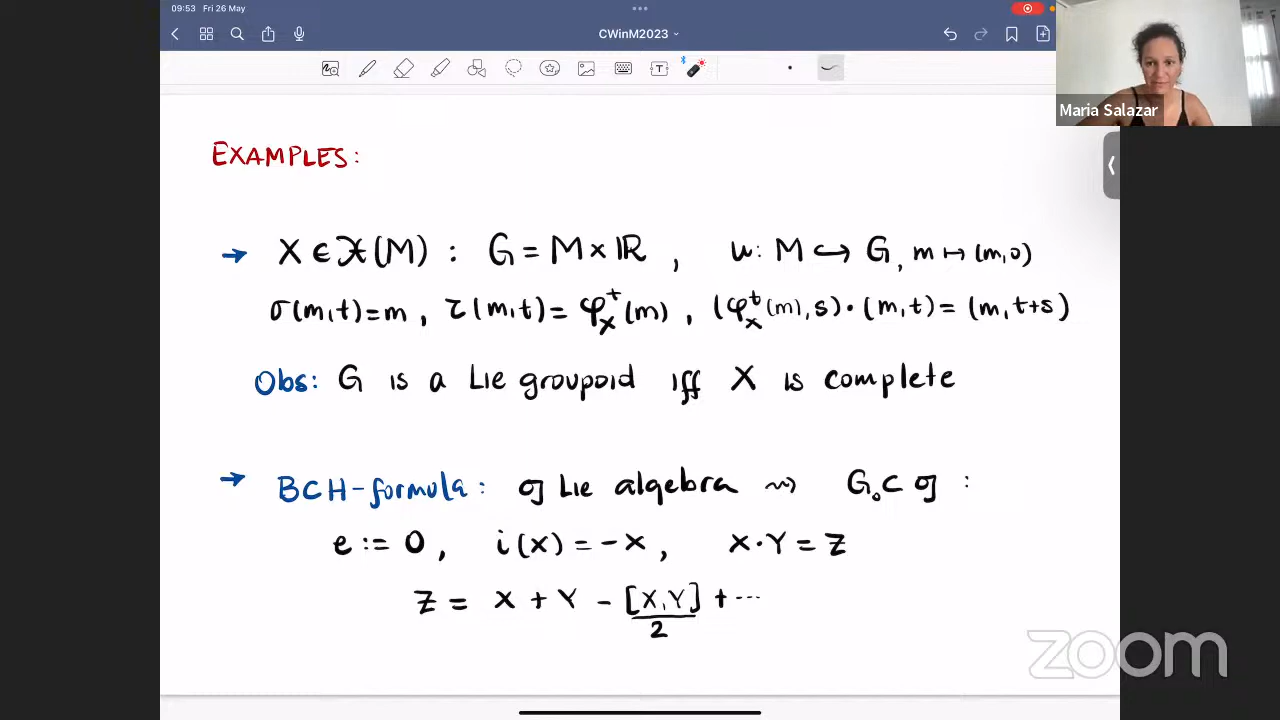 09:53 Fri 26 May
CWinM2023
Maria Salazar
EXAMPLES:
→ X ∈ 𝔛(M) : G = M × ℝ , u: M ↪ G, m ↦ (m,0)
σ(m,t)=m , τ(m,t) = φ_X^t (m) , (φ_X^t (m), s) · (m,t) = (m, t+s)
Obs: G is a Lie groupoid iff X is complete
→ BCH-formula: 𝔤 Lie algebra ⇝ G₀ ⊂ 𝔤 :
e := 0 , i(x) = -x , X·Y = Z
Z = X + Y - [X,Y]/2 + ...
zoom